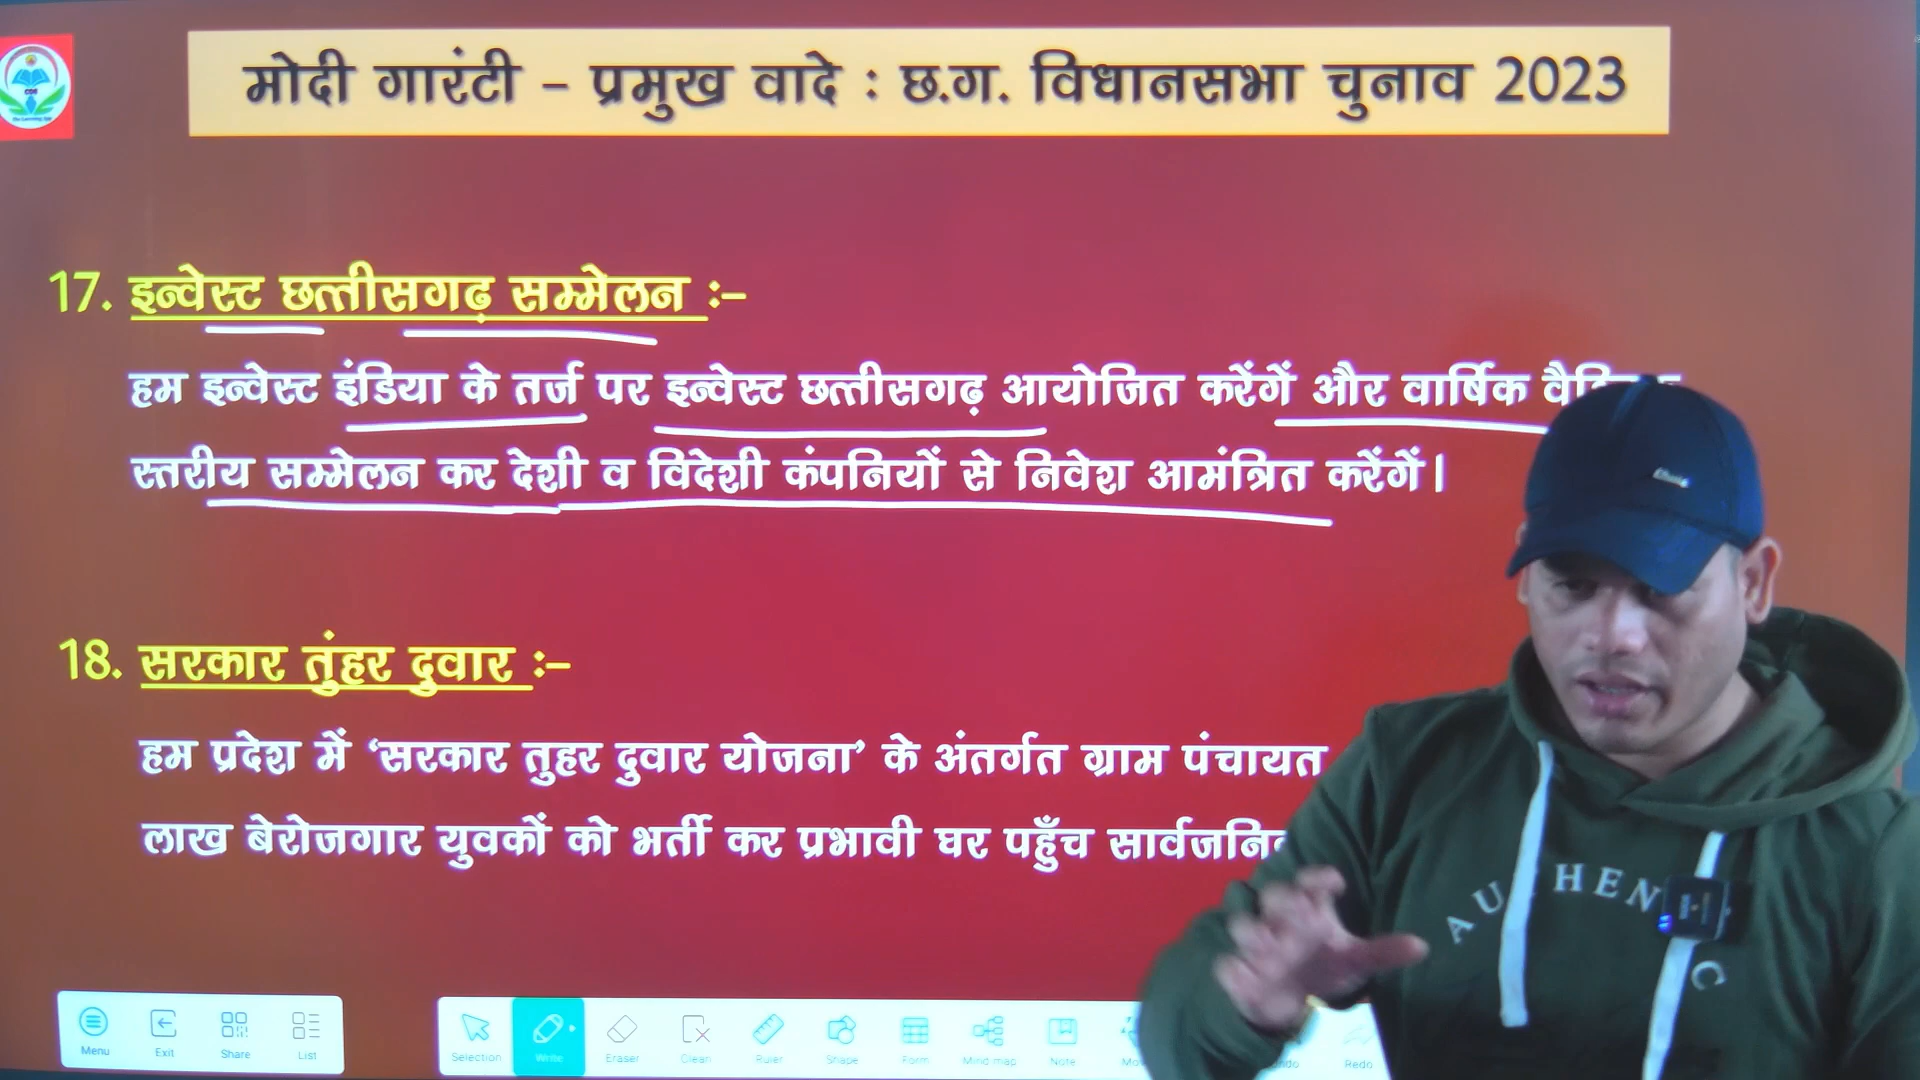 मोदी गारंटी – प्रमुख वादे : छ.ग. विधानसभा चुनाव 2023
17. इन्वेस्ट छत्तीसगढ़ सम्मेलन :–
हम इन्वेस्ट इंडिया के तर्ज पर इन्वेस्ट छत्तीसगढ़ आयोजित करेंगें और वार्षिक
स्तरीय सम्मेलन कर देशी व विदेशी कंपनियों से निवेश आमंत्रित करेंगें।
18. सरकार तुंहर दुवार :–
हम प्रदेश में ‘सरकार तुहर दुवार योजना’ के अंतर्गत ग्राम पंचायत
लाख बेरोजगार युवकों को भर्ती कर प्रभावी घर पहुँच
Menu Exit Share List Selection Write Eraser Clean Ruler Shape Form Mind map Note Redo